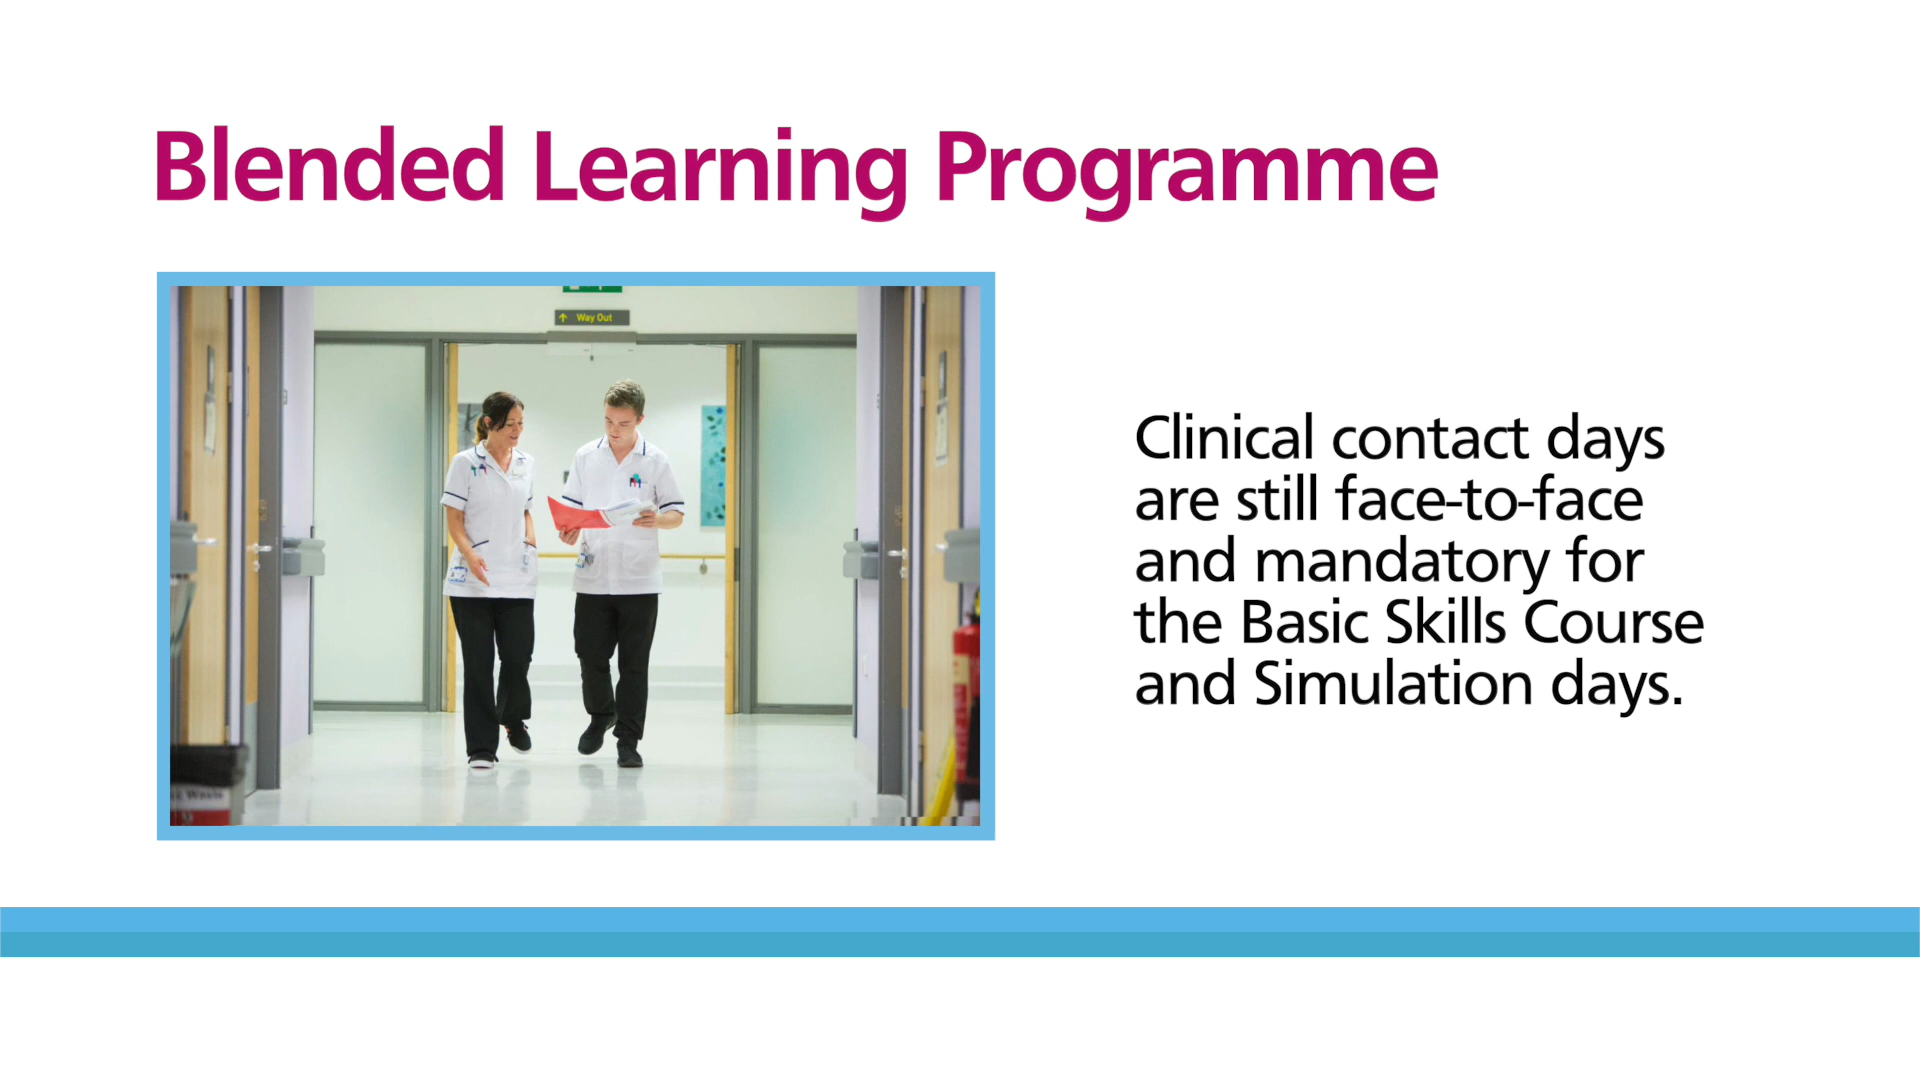 Blended Learning Programme
Way Out
Clinical contact days
are still face-to-face
and mandatory for
the Basic Skills Course
and Simulation days.
Waste